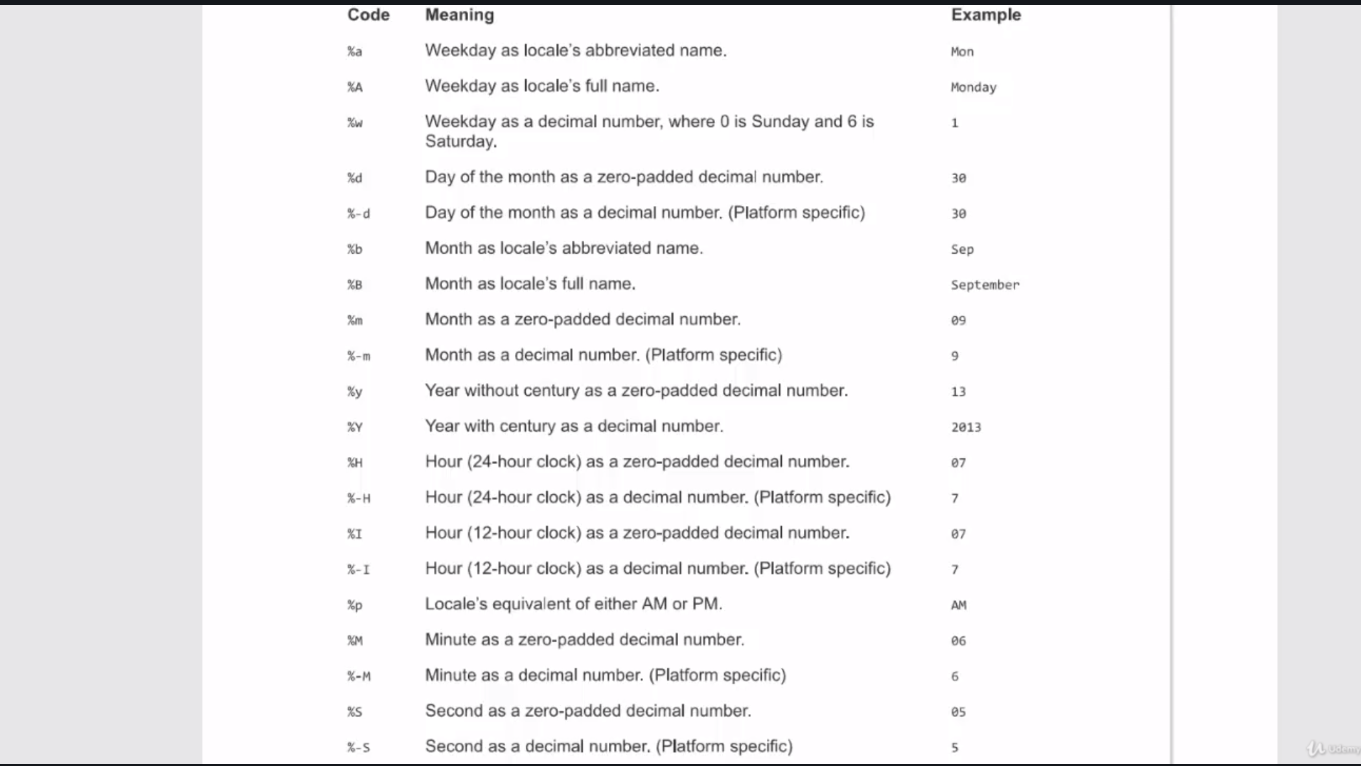 Code Meaning Example
%a Weekday as locale's abbreviated name. Mon
%A Weekday as locale's full name. Monday
%w Weekday as a decimal number, where 0 is Sunday and 6 is 1
Saturday.
%d Day of the month as a zero-padded decimal number. 30
%-d Day of the month as a decimal number. (Platform specific) 30
%b Month as locale's abbreviated name. Sep
%B Month as locale's full name. September
%m Month as a zero-padded decimal number. 09
%-m Month as a decimal number. (Platform specific) 9
%y Year without century as a zero-padded decimal number. 13
%Y Year with century as a decimal number. 2013
%H Hour (24-hour clock) as a zero-padded decimal number. 07
%-H Hour (24-hour clock) as a decimal number. (Platform specific) 7
%I Hour (12-hour clock) as a zero-padded decimal number. 07
%-I Hour (12-hour clock) as a decimal number. (Platform specific) 7
%p Locale's equivalent of either AM or PM. AM
%M Minute as a zero-padded decimal number. 06
%-M Minute as a decimal number. (Platform specific) 6
%S Second as a zero-padded decimal number. 05
%-S Second as a decimal number. (Platform specific) 5
Udemy